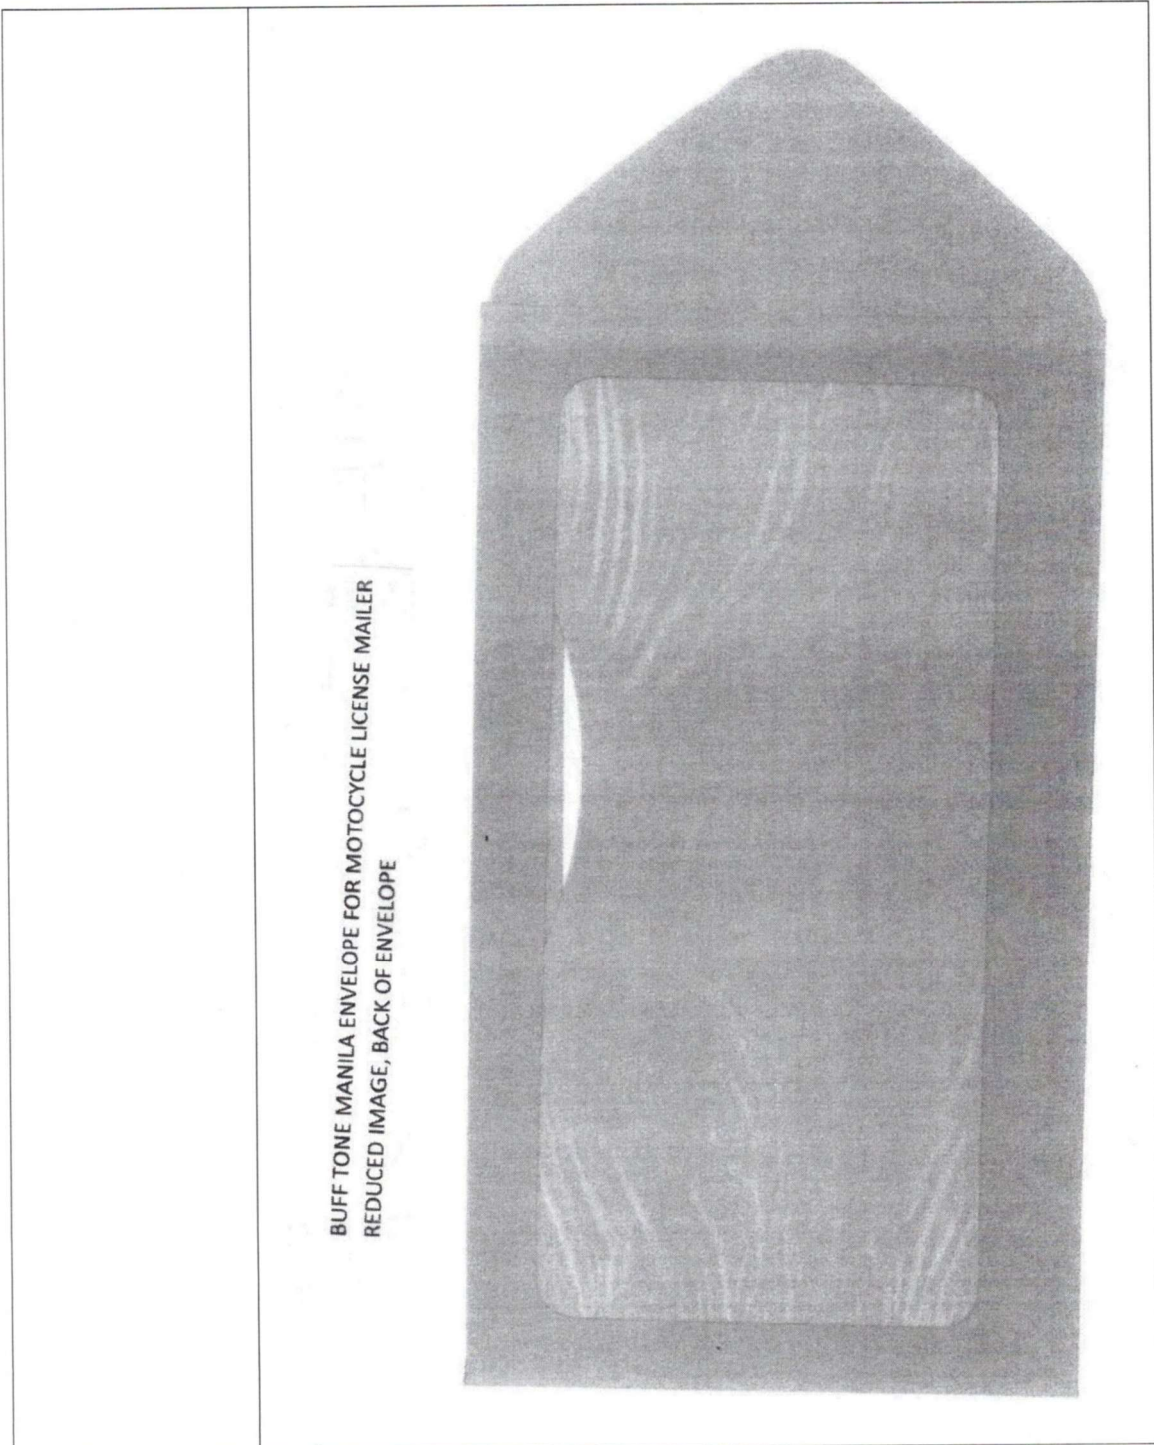 BUFF TONE MANILA ENVELOPE FOR MOTOCYCLE LICENSE MAILER
REDUCED IMAGE, BACK OF ENVELOPE